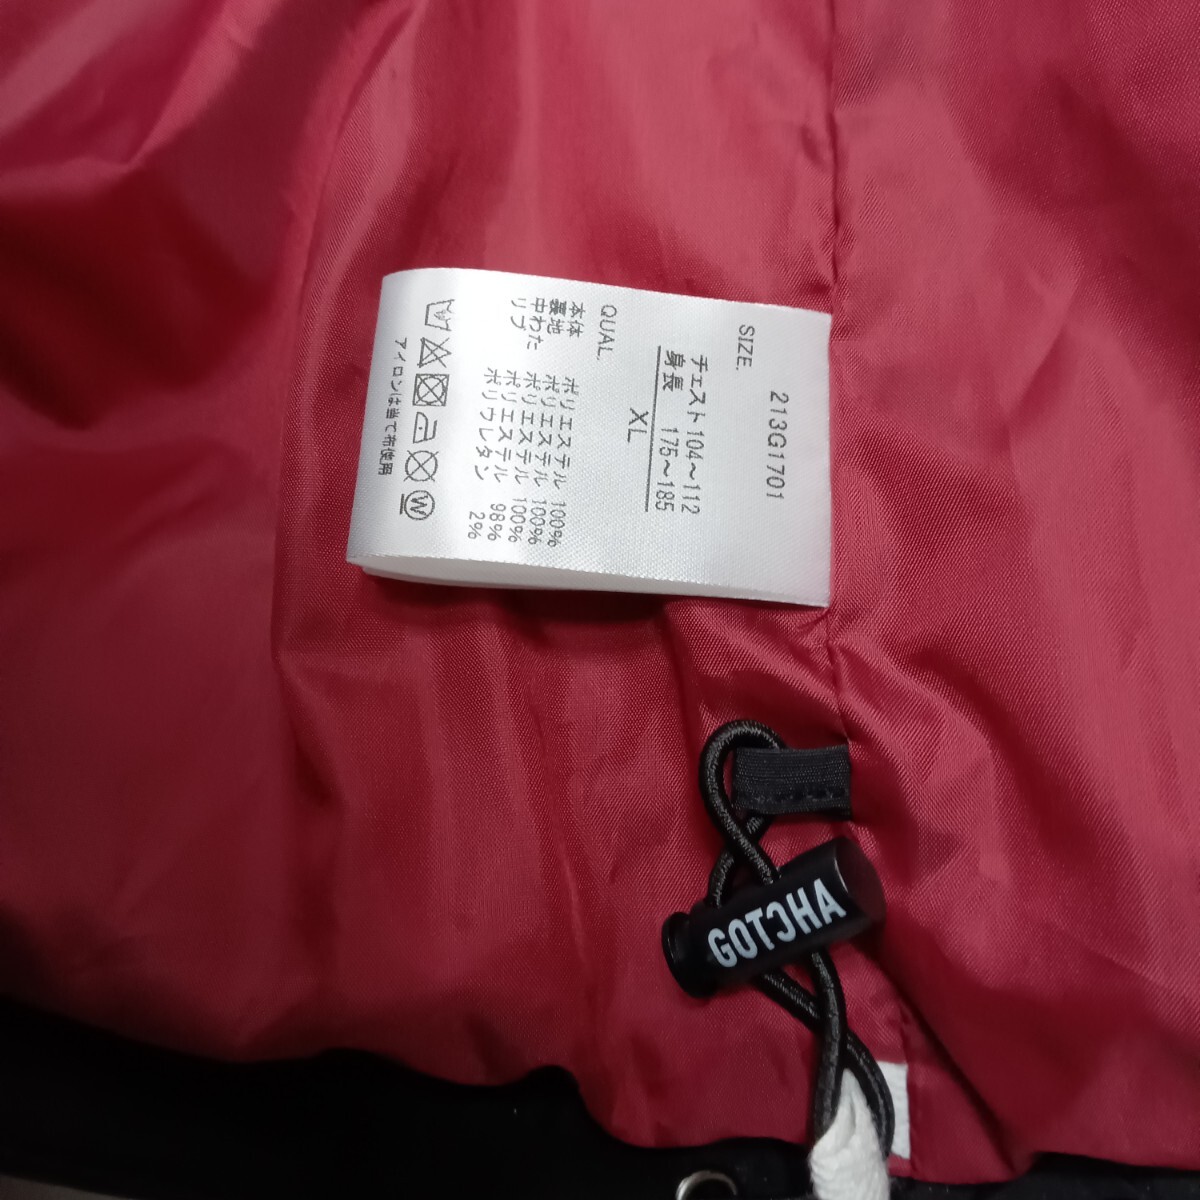 213G1701
SIZE.
チェスト 104～112
身長 175～185
XL
QUAL.
本体 ポリエステル 100%
裏地 ポリエステル 100%
中わた ポリエステル 100%
リブ ポリエステル 98%
ポリウレタン 2%
W
アイロンは当て布使用
GOTCHA